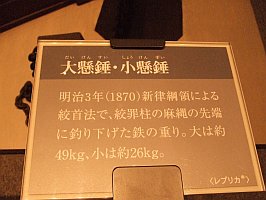 だい けん すい　しょう けん すい
大懸錘・小懸錘
明治3年(1870)新律綱領による
絞首法で、絞罪柱の麻縄の先端
に釣り下げた鉄の重り。大は約
49kg、小は約26kg。
〈レプリカ*〉